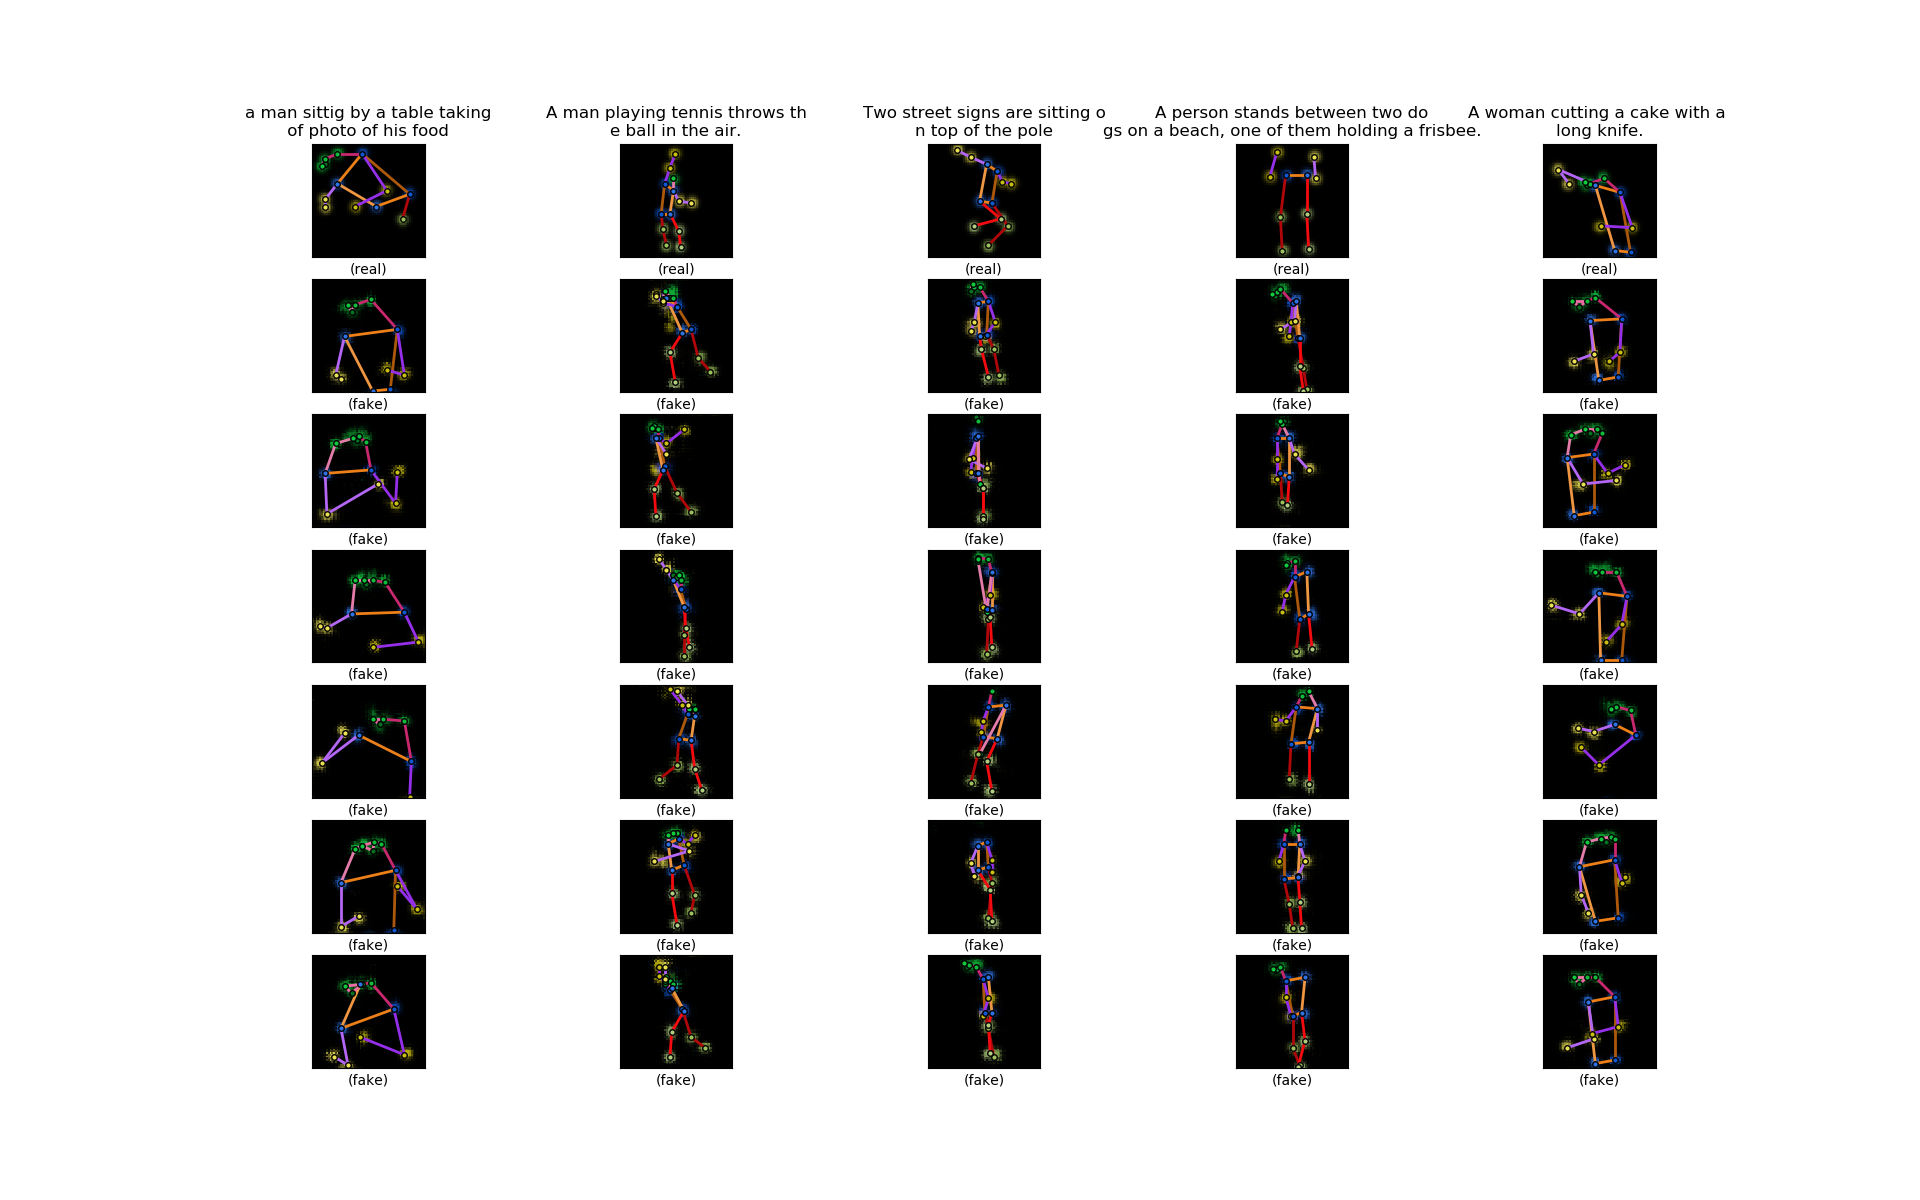 a man sittig by a table taking
of photo of his food
A man playing tennis throws th
e ball in the air.
Two street signs are sitting o
n top of the pole
A person stands between two do
gs on a beach, one of them holding a frisbee.
A woman cutting a cake with a
long knife.
(real) (real) (real) (real) (real)
(fake) (fake) (fake) (fake) (fake)
(fake) (fake) (fake) (fake) (fake)
(fake) (fake) (fake) (fake) (fake)
(fake) (fake) (fake) (fake) (fake)
(fake) (fake) (fake) (fake) (fake)
(fake) (fake) (fake) (fake) (fake)